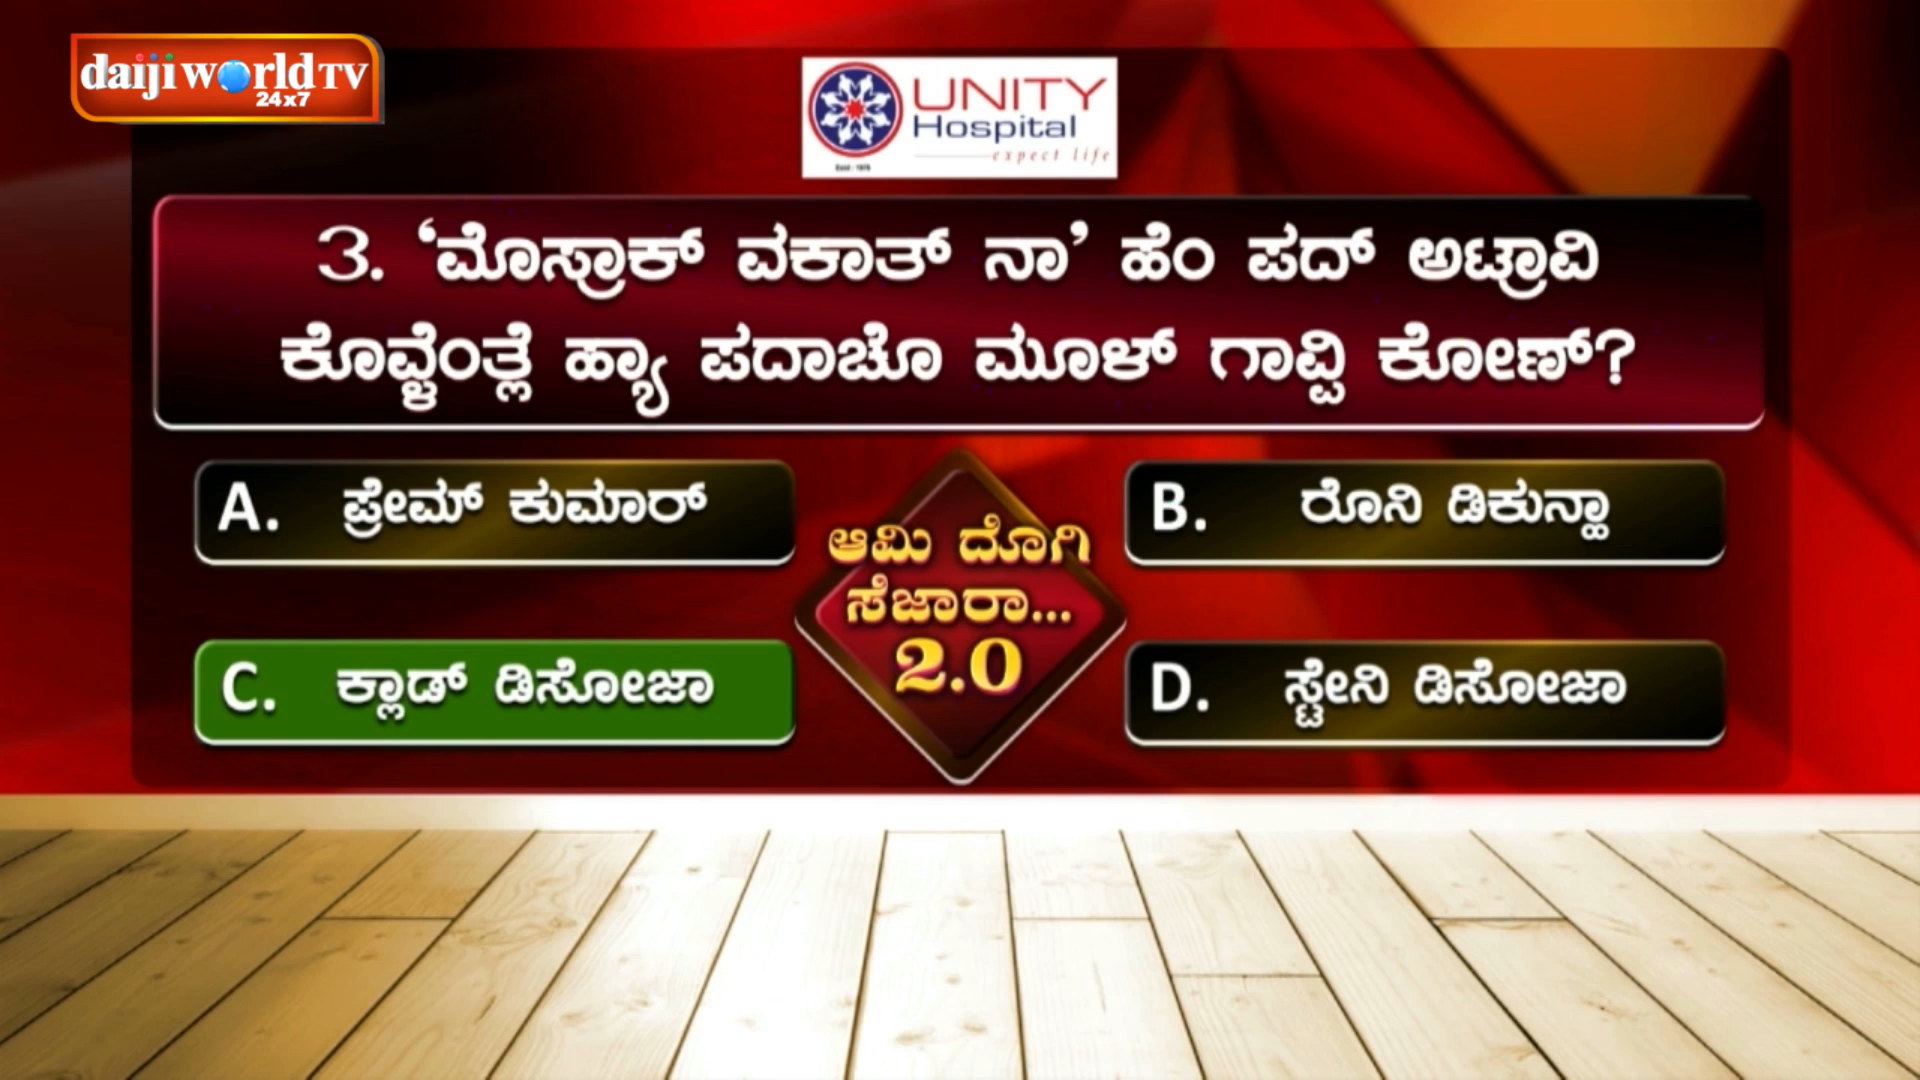 daijiworld TV
24x7
UNITY
Hospital
expect life
3. ‘ಮೊಸ್ರಾಕ್ ವಕಾತ್ ನಾ’ ಹೆಂ ಪದ್ ಅಟ್ರಾವಿ
ಕೊವ್ಳೆಂತ್ಲೆ ಹ್ಯಾ ಪದಾಚೊ ಮೂಳ್ ಗಾವ್ಪಿ ಕೋಣ್?
A. ಪ್ರೇಮ್ ಕುಮಾರ್
B. ರೊನಿ ಡಿಕುನ್ಹಾ
ಆಮಿ ದೊಗಿ
ಸೆಜಾರಾ...
2.0
C. ಕ್ಲಾಡ್ ಡಿಸೋಜಾ
D. ಸ್ಟೇನಿ ಡಿಸೋಜಾ